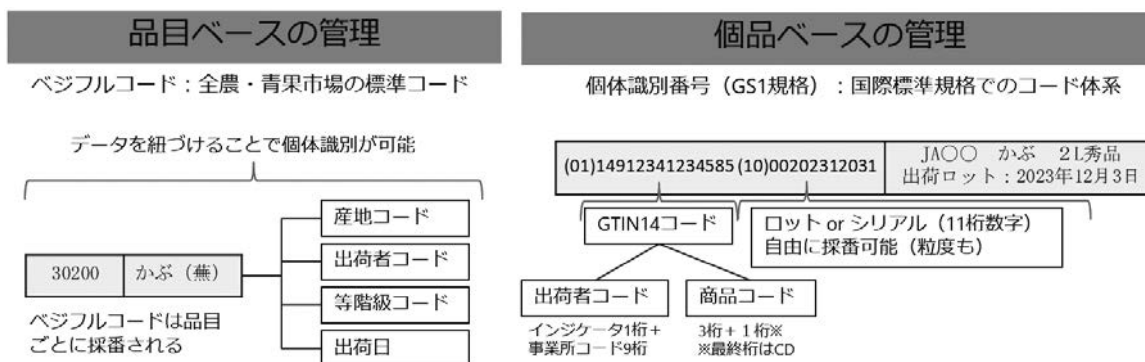 品目ベースの管理
ベジフルコード：全農・青果市場の標準コード
データを紐づけることで個体識別が可能
30200 かぶ（蕪）
産地コード
出荷者コード
等階級コード
出荷日
ベジフルコードは品目
ごとに採番される
個品ベースの管理
個体識別番号（GS1規格）：国際標準規格でのコード体系
(01)14912341234585(10)00202312031
JA〇〇　かぶ　２L秀品
出荷ロット：2023年12月3日
GTIN14コード
ロット or シリアル（11桁数字）
自由に採番可能（粒度も）
出荷者コード
インジケータ1桁＋
事業所コード9桁
商品コード
3桁＋１桁※
※最終桁はCD